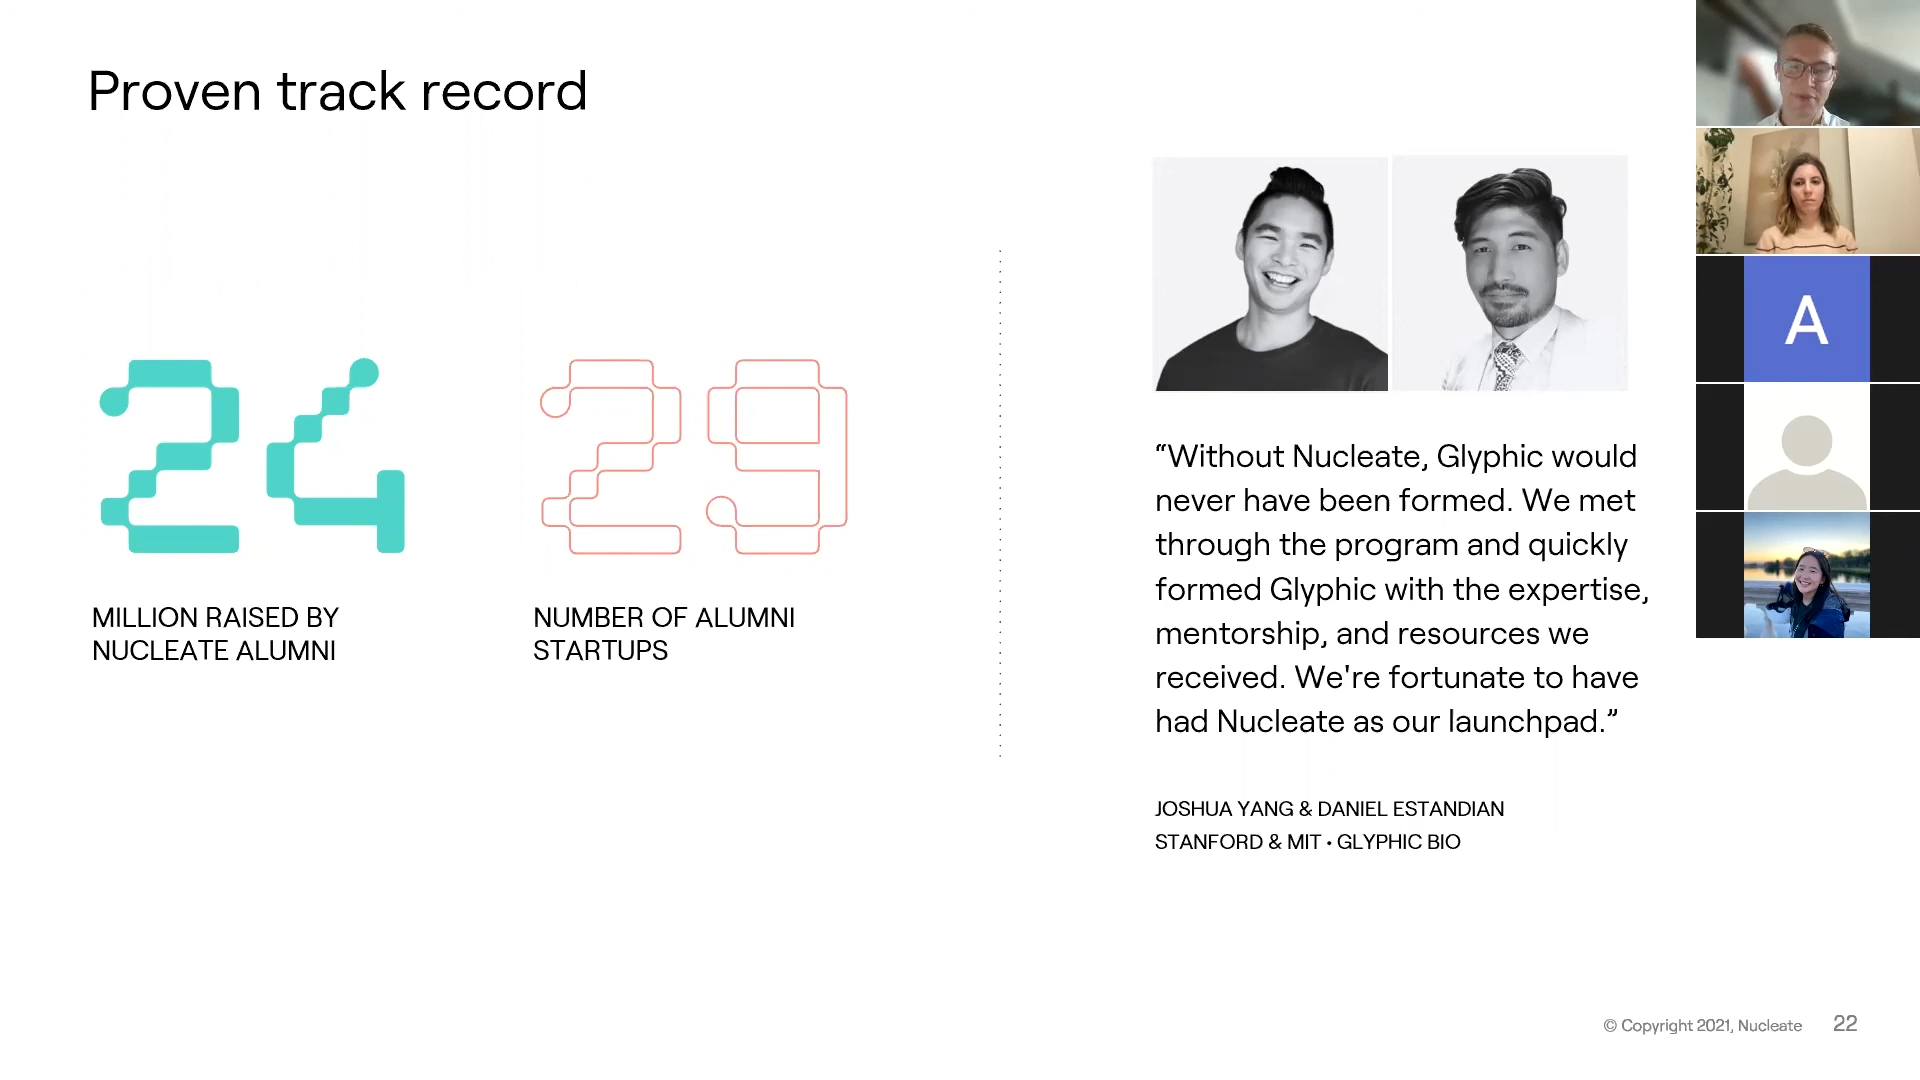 Proven track record
24
29
MILLION RAISED BY
NUCLEATE ALUMNI
NUMBER OF ALUMNI
STARTUPS
“Without Nucleate, Glyphic would
never have been formed. We met
through the program and quickly
formed Glyphic with the expertise,
mentorship, and resources we
received. We're fortunate to have
had Nucleate as our launchpad.”
JOSHUA YANG & DANIEL ESTANDIAN
STANFORD & MIT • GLYPHIC BIO
A
© Copyright 2021, Nucleate 22